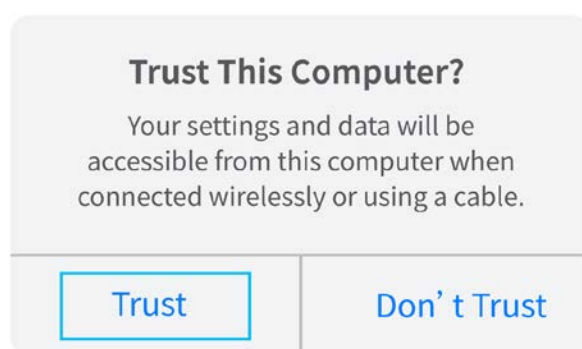 Trust This Computer?
Your settings and data will be
accessible from this computer when
connected wirelessly or using a cable.
Trust
Don’t Trust